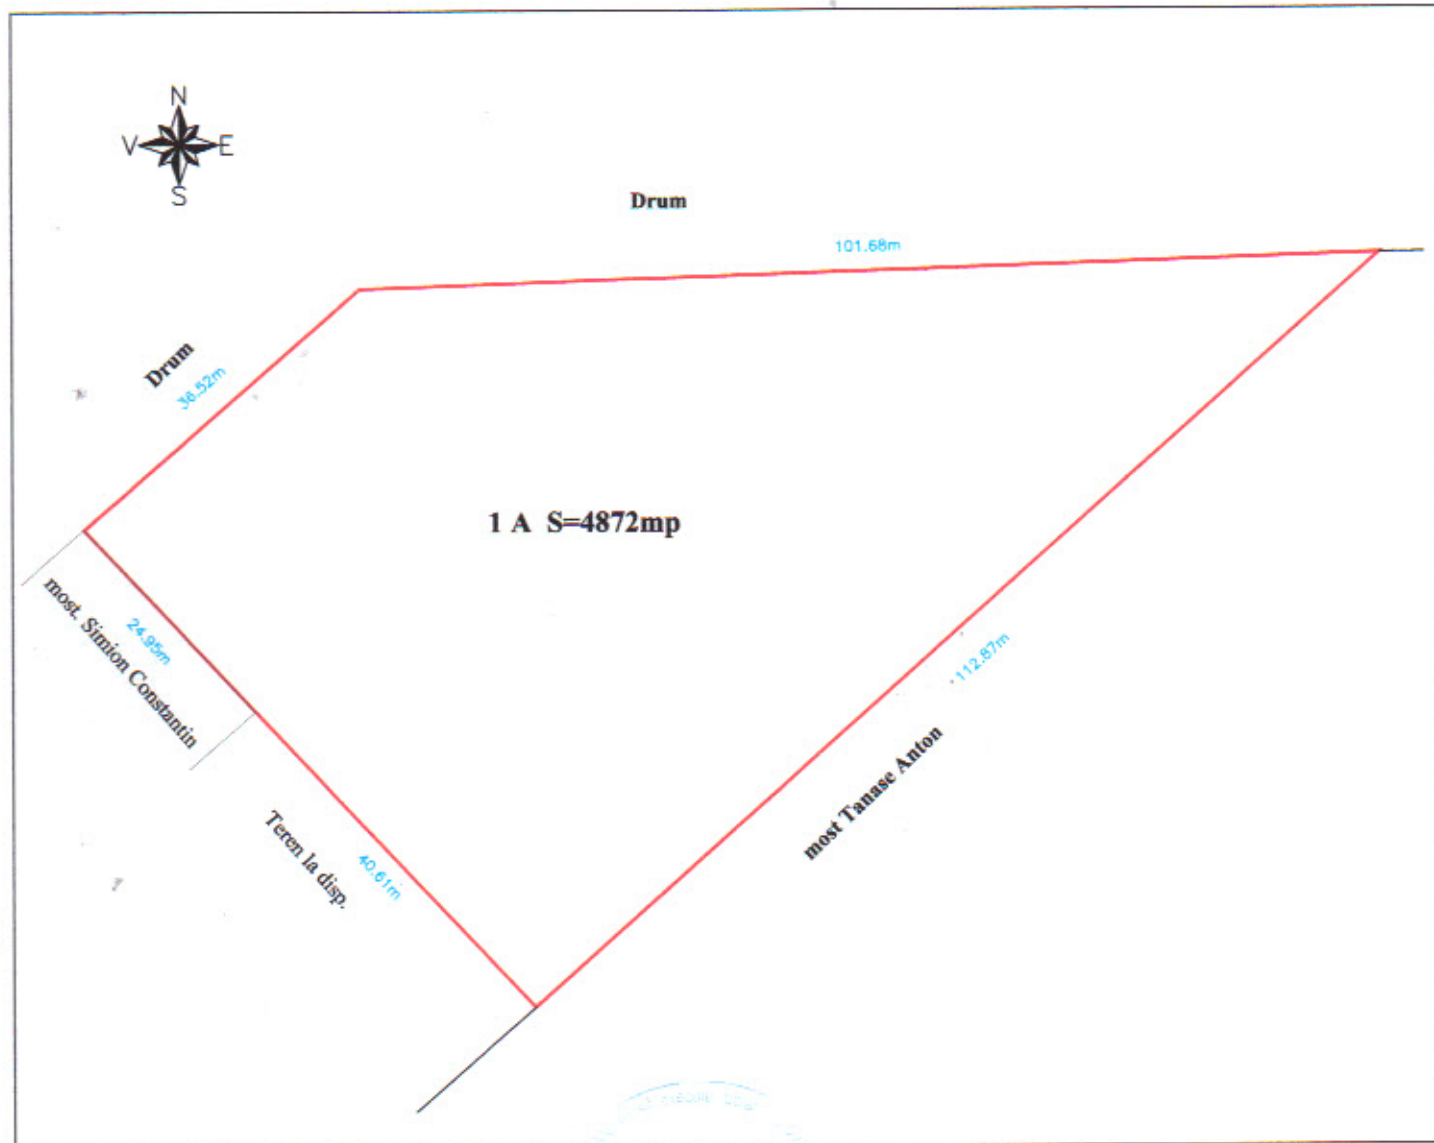 N
V E
S
Drum
101.68m
Drum
36.52m
1 A S=4872mp
most. Simion Constantin
24.95m
112.87m
most Tanase Anton
Teren la disp.
40.61m